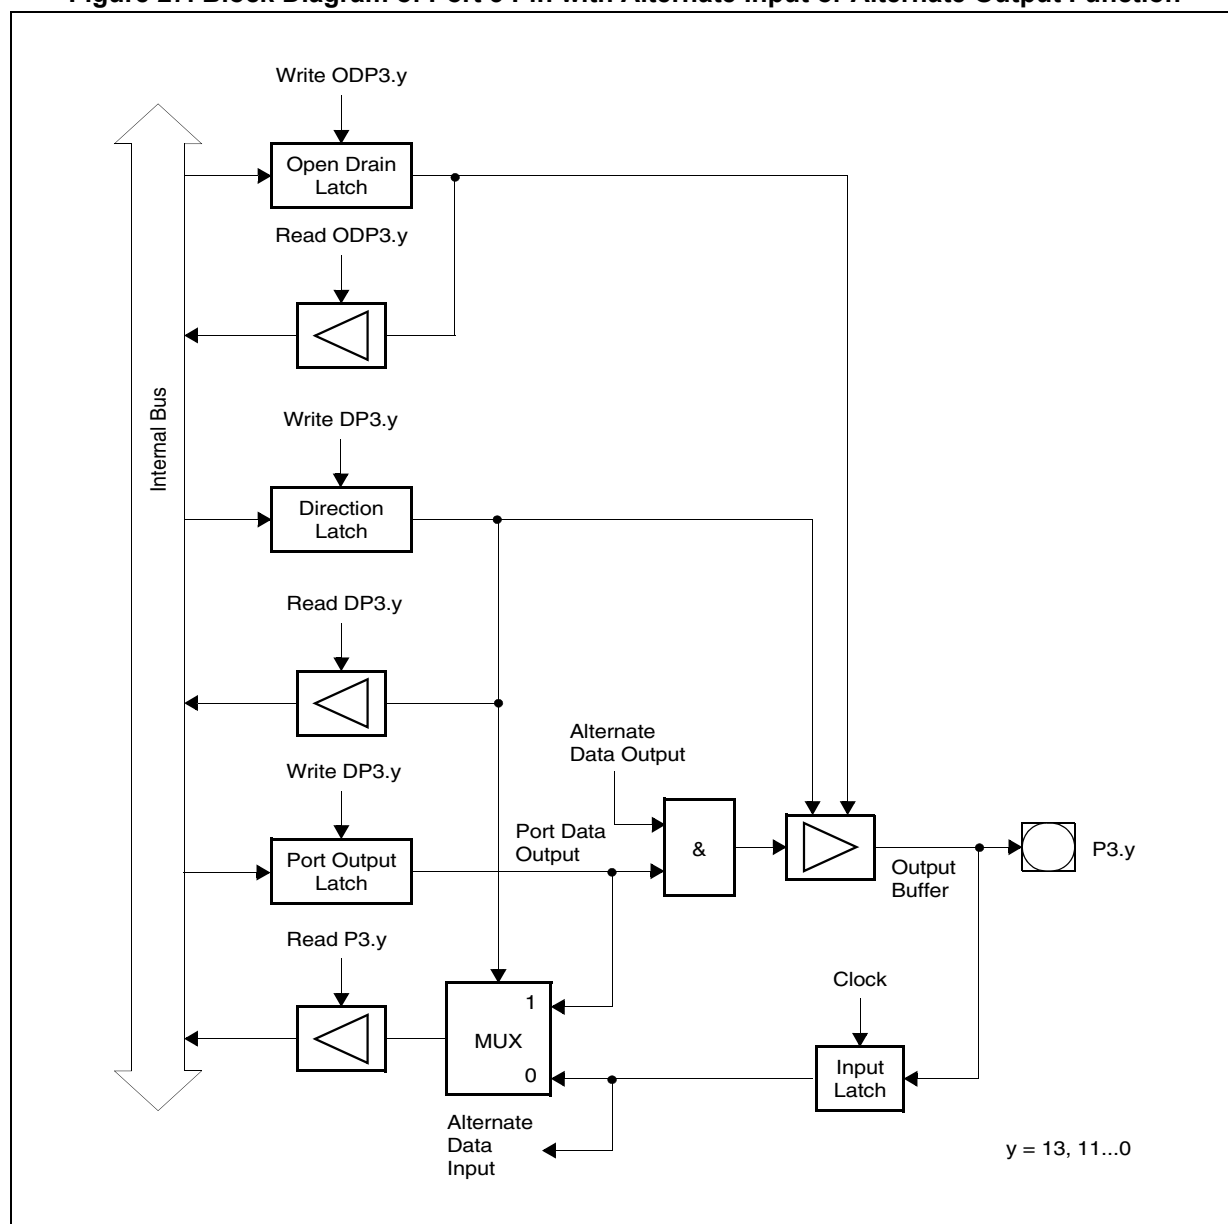 Figure 27: Block Diagram of Port 3 Pin with Alternate Input or Alternate Output Function
Write ODP3.y
Open Drain
Latch
Read ODP3.y
Internal Bus
Write DP3.y
Direction
Latch
Read DP3.y
Alternate
Data Output
Write DP3.y
Port Data
Output
&
Port Output
Latch
P3.y
Output
Buffer
Read P3.y
Clock
1
MUX
0
Input
Latch
Alternate
Data
Input
y = 13, 11...0